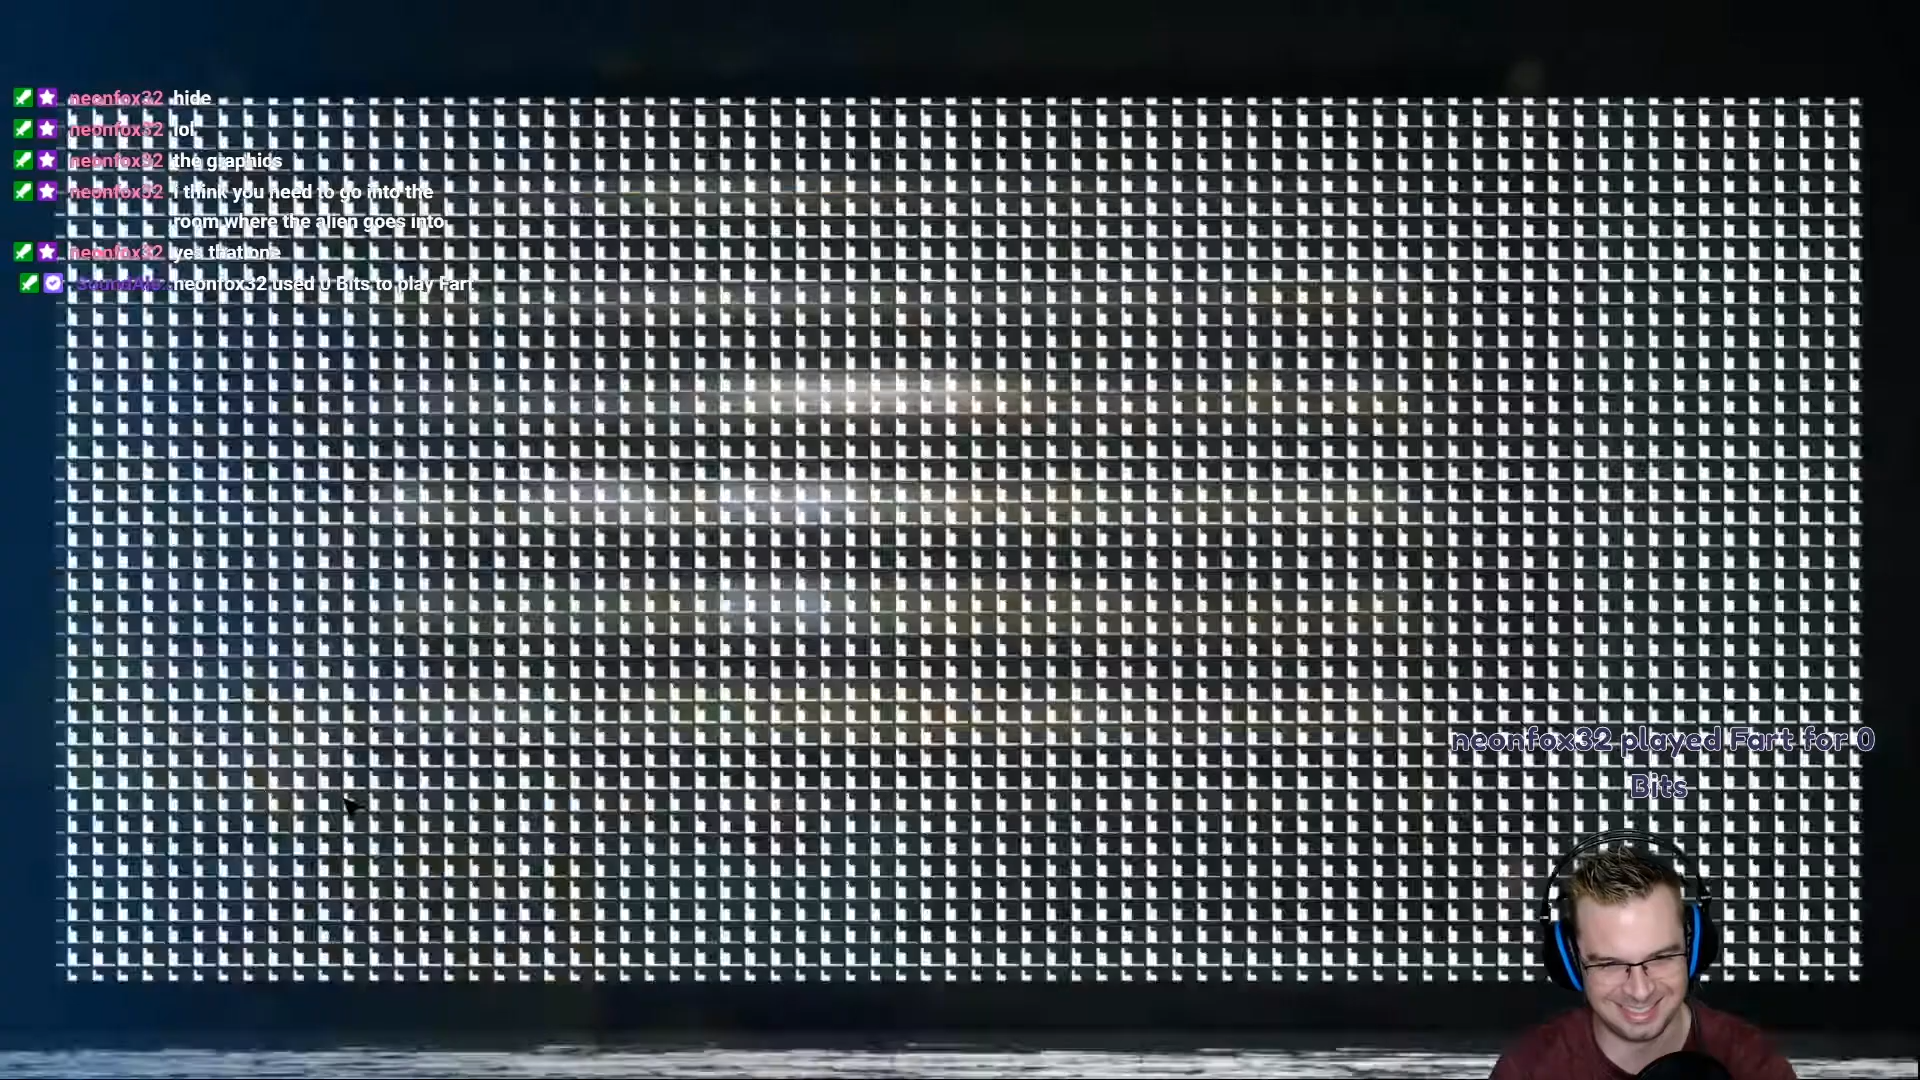 neonfox32 hide
neonfox32 lol
neonfox32 the graphics
neonfox32 i think you need to go into the
room where the alien goes into
neonfox32 yes that one
SoundAlerts neonfox32 used 0 Bits to play Fart
neonfox32 played Fart for 0
Bits